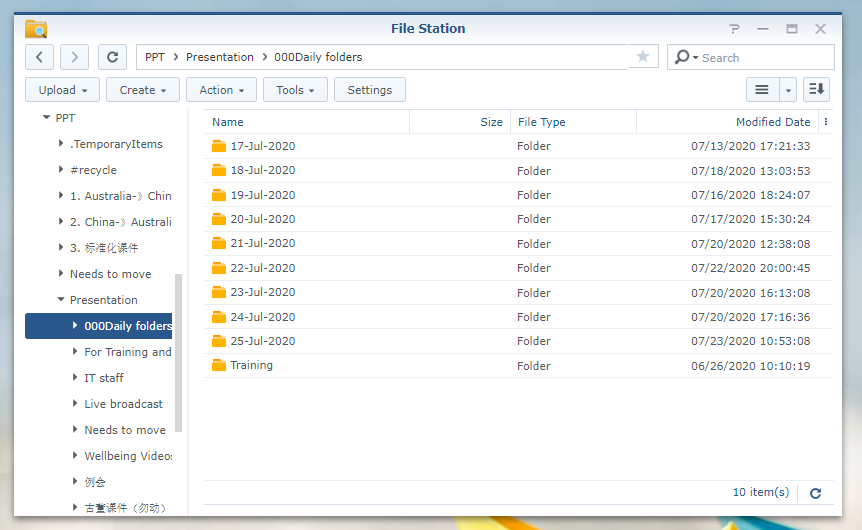 File Station
PPT > Presentation > 000Daily folders
Search
Upload Create Action Tools Settings
PPT
.TemporaryItems
#recycle
1. Australia-》Chin
2. China-》Australi
3. 标准化课件
Needs to move
Presentation
000Daily folders
For Training and
IT staff
Live broadcast
Needs to move
Wellbeing Videos
例会
古董课件（勿动）
Name Size File Type Modified Date
17-Jul-2020 Folder 07/13/2020 17:21:33
18-Jul-2020 Folder 07/18/2020 13:03:53
19-Jul-2020 Folder 07/16/2020 18:24:07
20-Jul-2020 Folder 07/17/2020 15:30:24
21-Jul-2020 Folder 07/20/2020 12:38:08
22-Jul-2020 Folder 07/22/2020 20:00:45
23-Jul-2020 Folder 07/20/2020 16:13:08
24-Jul-2020 Folder 07/20/2020 17:16:36
25-Jul-2020 Folder 07/23/2020 10:53:08
Training Folder 06/26/2020 10:10:19
10 item(s)